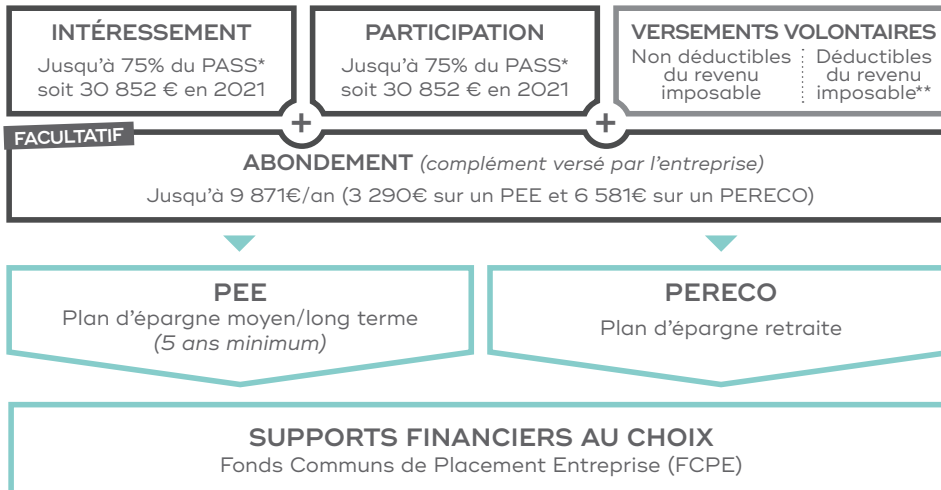 INTÉRESSEMENT
Jusqu'à 75% du PASS*
soit 30 852 € en 2021
+
PARTICIPATION
Jusqu'à 75% du PASS*
soit 30 852 € en 2021
+
VERSEMENTS VOLONTAIRES
Non déductibles
du revenu
imposable
Déductibles
du revenu
imposable**
FACULTATIF
ABONDEMENT (complément versé par l'entreprise)
Jusqu'à 9 871€/an (3 290€ sur un PEE et 6 581€ sur un PERECO)
PEE
Plan d'épargne moyen/long terme
(5 ans minimum)
PERECO
Plan d'épargne retraite
SUPPORTS FINANCIERS AU CHOIX
Fonds Communs de Placement Entreprise (FCPE)